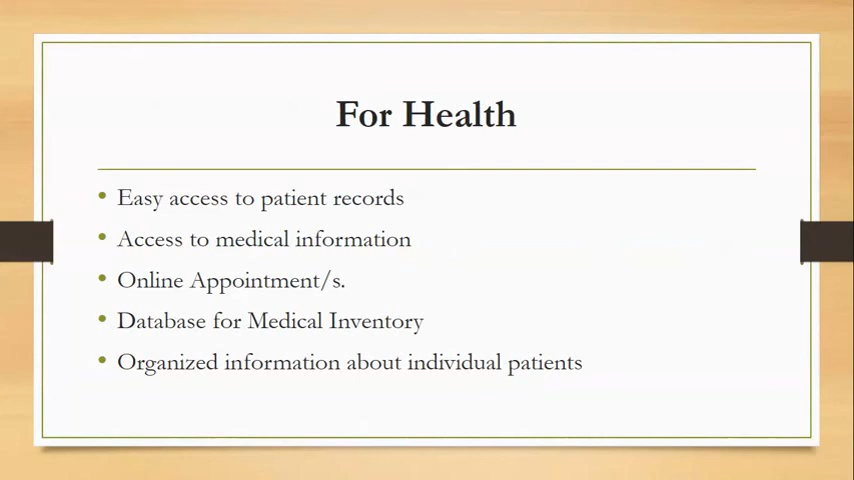 For Health
• Easy access to patient records
• Access to medical information
• Online Appointment/s.
• Database for Medical Inventory
• Organized information about individual patients